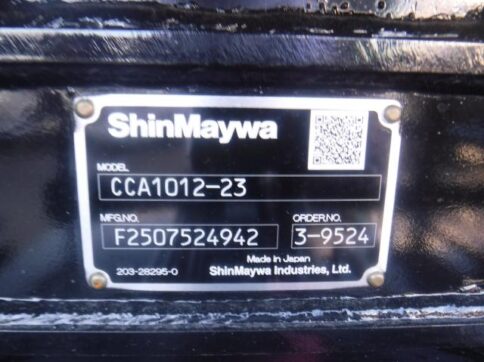 ShinMaywa
MODEL
CCA1012-23
MFG.NO. ORDER.NO.
F2507524942 3-9524
Made in Japan
203-28295-0 ShinMaywa Industries, Ltd.